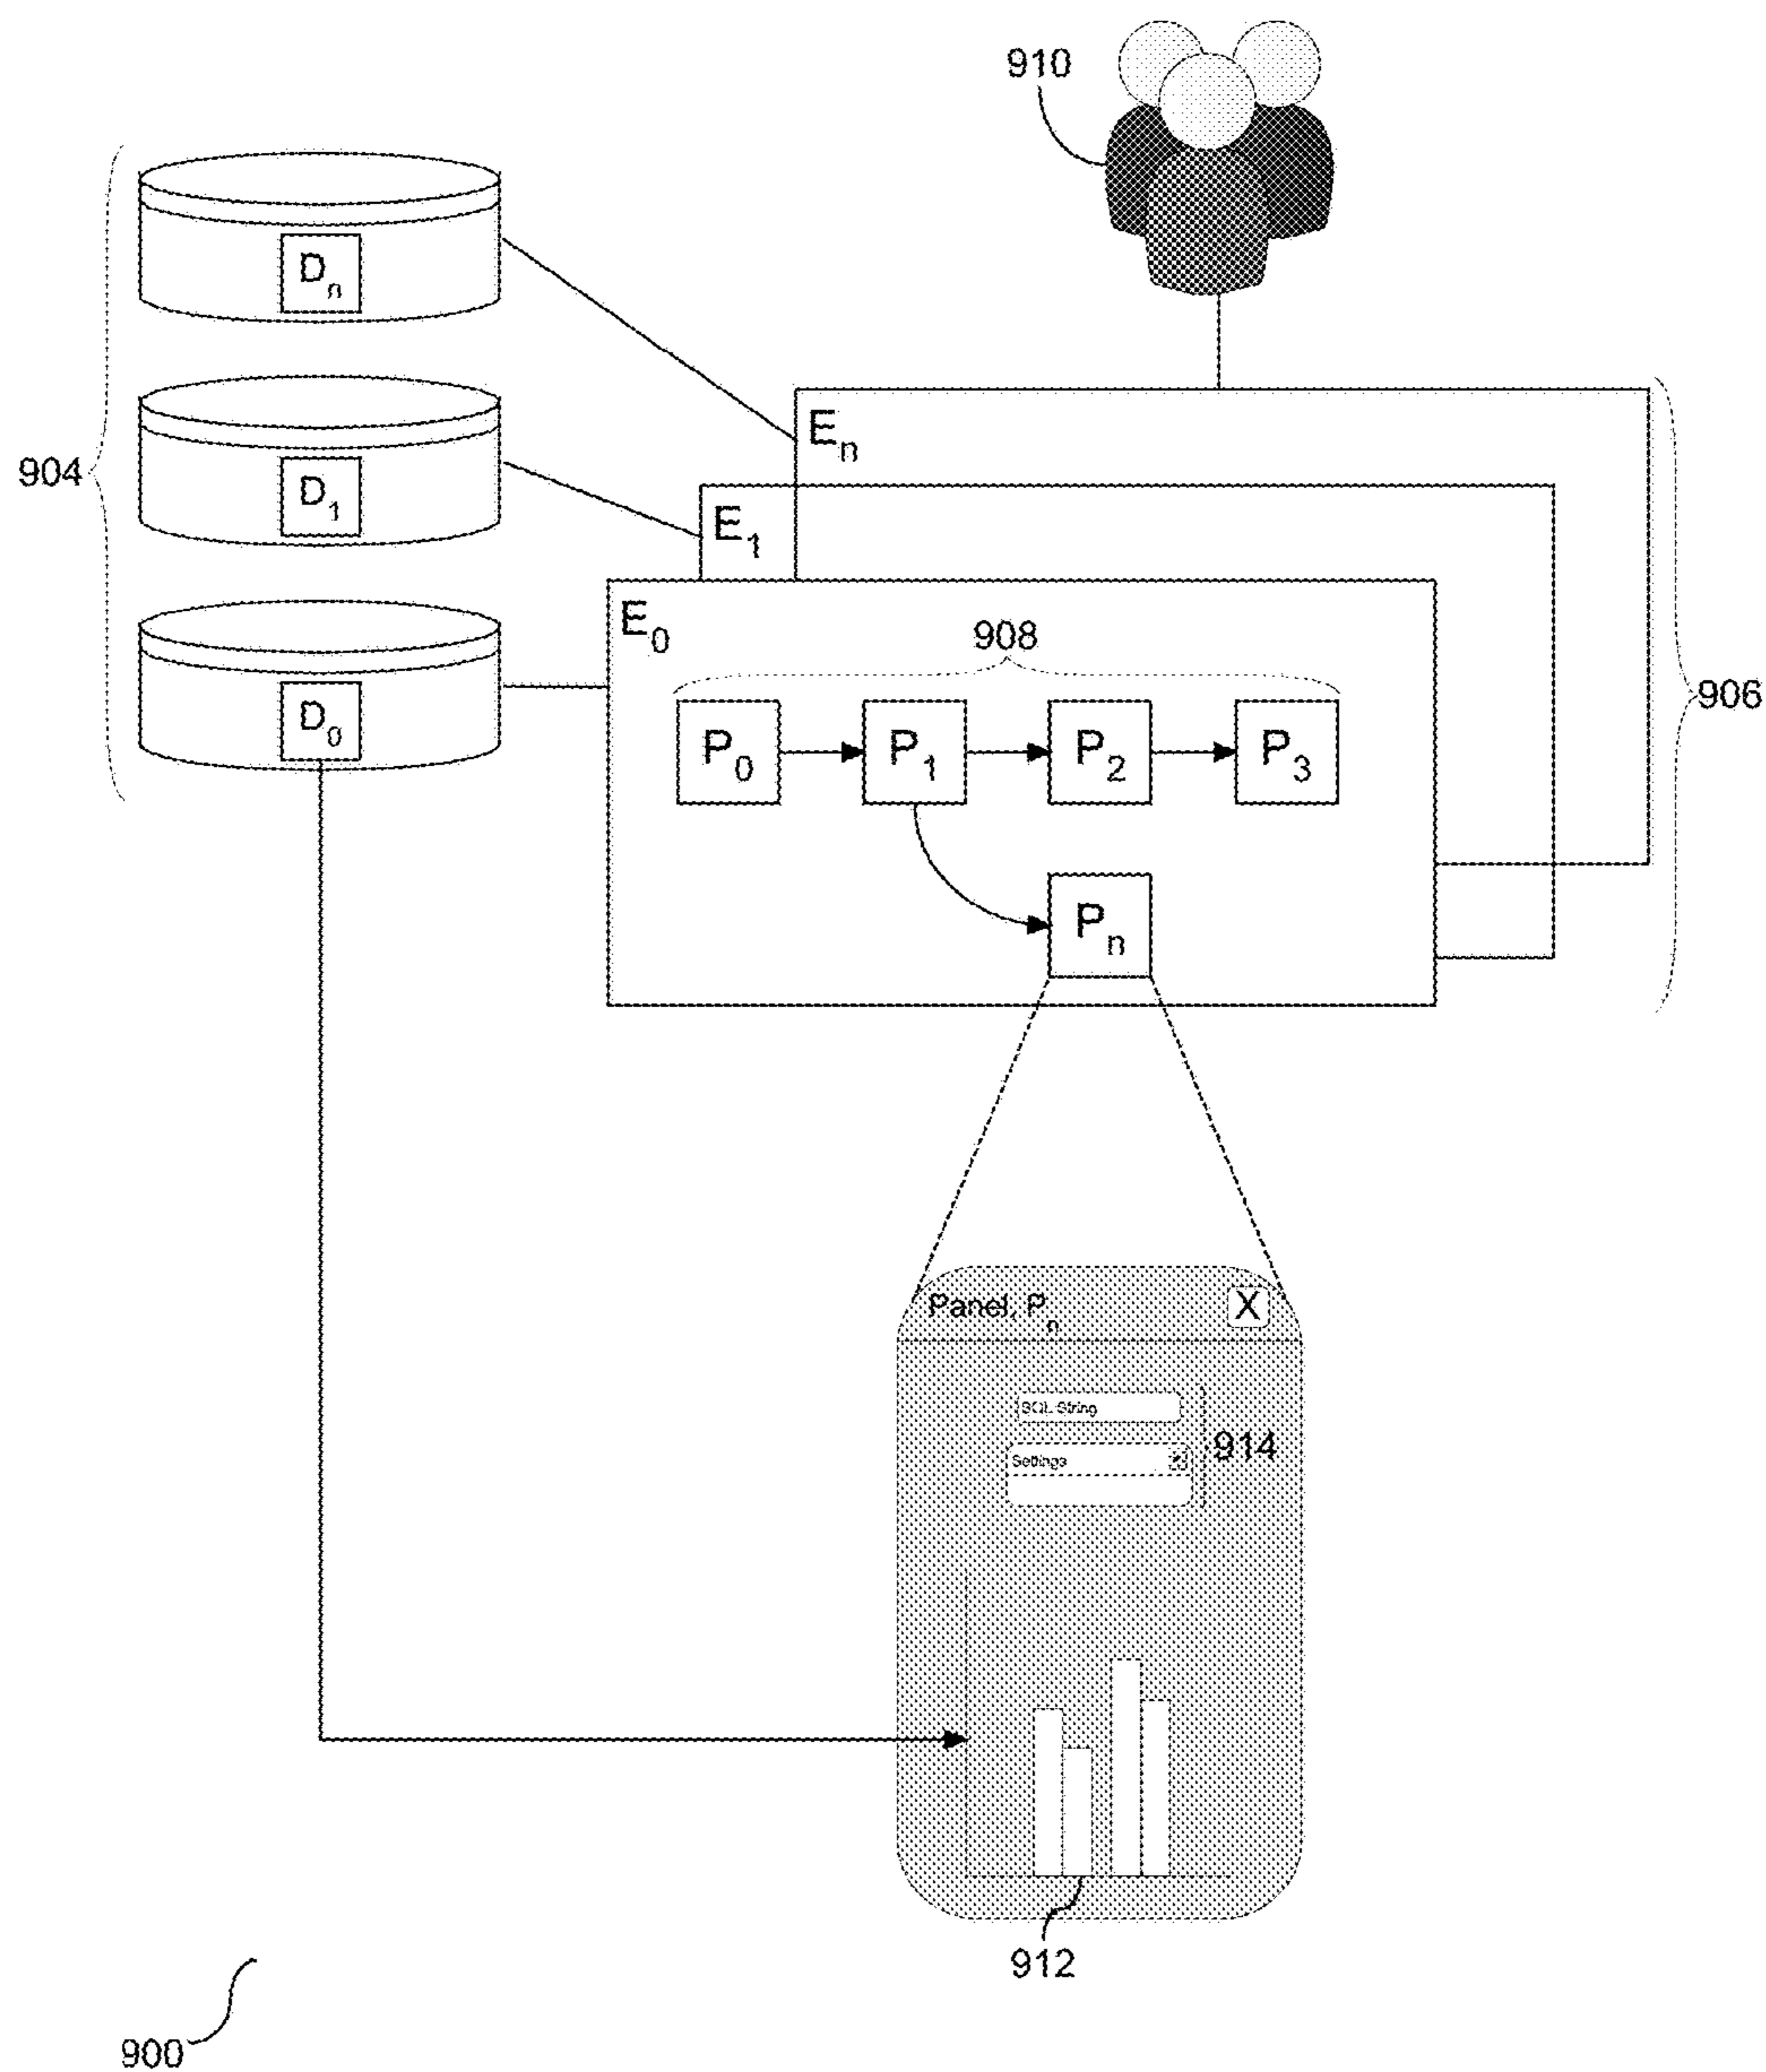 910
Dn
904
D1
D0
En
E1
E0
908
906
P0
P1
P2
P3
Pn
Panel, Pn
X
SQL String
Settings
914
912
900